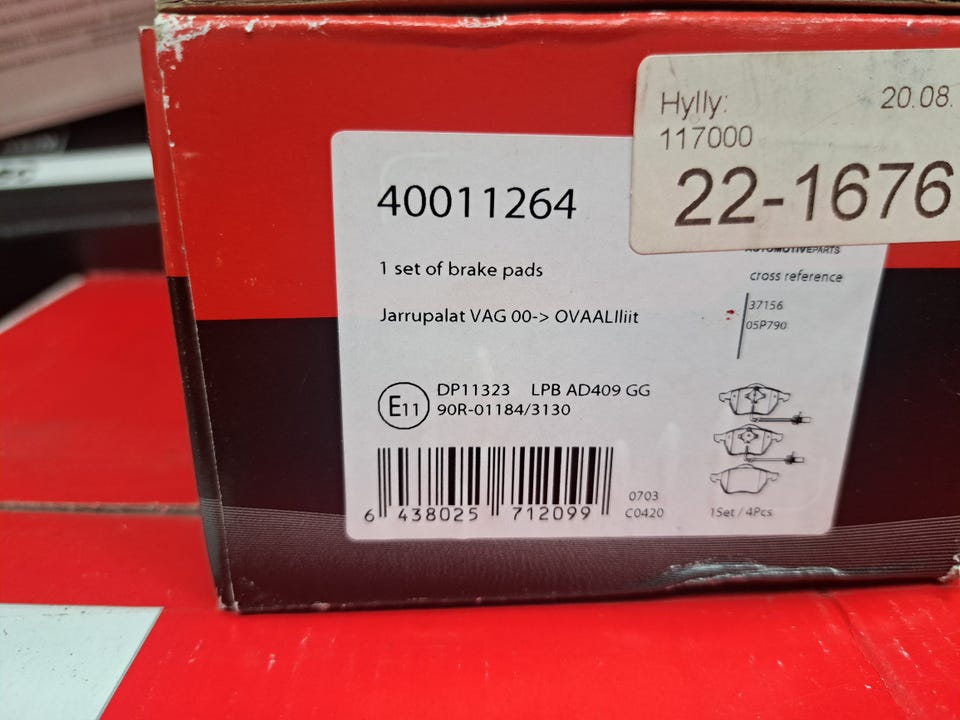 Hylly: 20.08.
117000
22-1676
40011264
AUTOMOTIVEPARTS
1 set of brake pads
cross reference
Jarrupalat VAG 00-> OVAALIliit
37156
05P790
E11
DP11323 LPB AD409 GG
90R-01184/3130
6 438025 712099
0703
C0420
1Set / 4Pcs